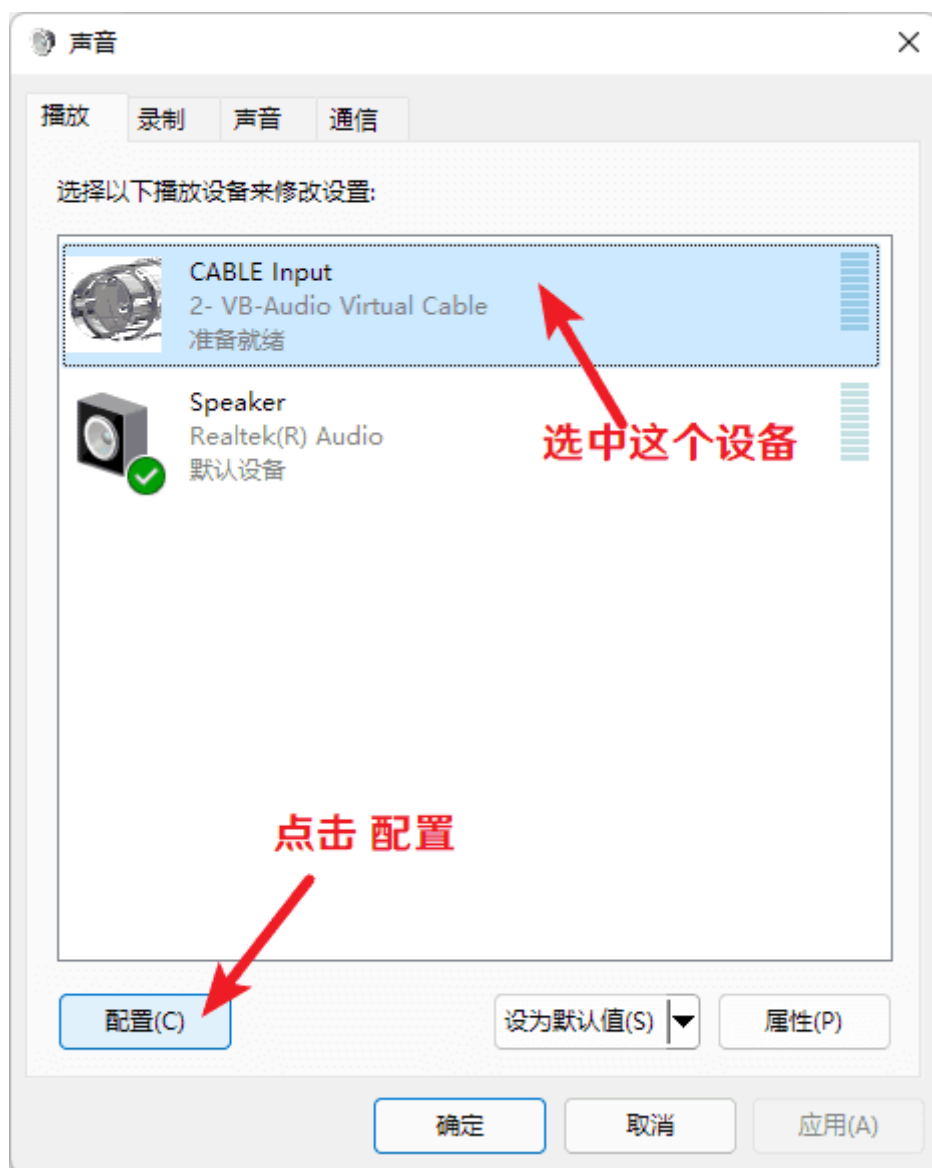 声音
播放 录制 声音 通信
选择以下播放设备来修改设置:
CABLE Input
2- VB-Audio Virtual Cable
准备就绪
Speaker
Realtek(R) Audio
默认设备
选中这个设备
点击 配置
配置(C) 设为默认值(S) 属性(P)
确定 取消 应用(A)